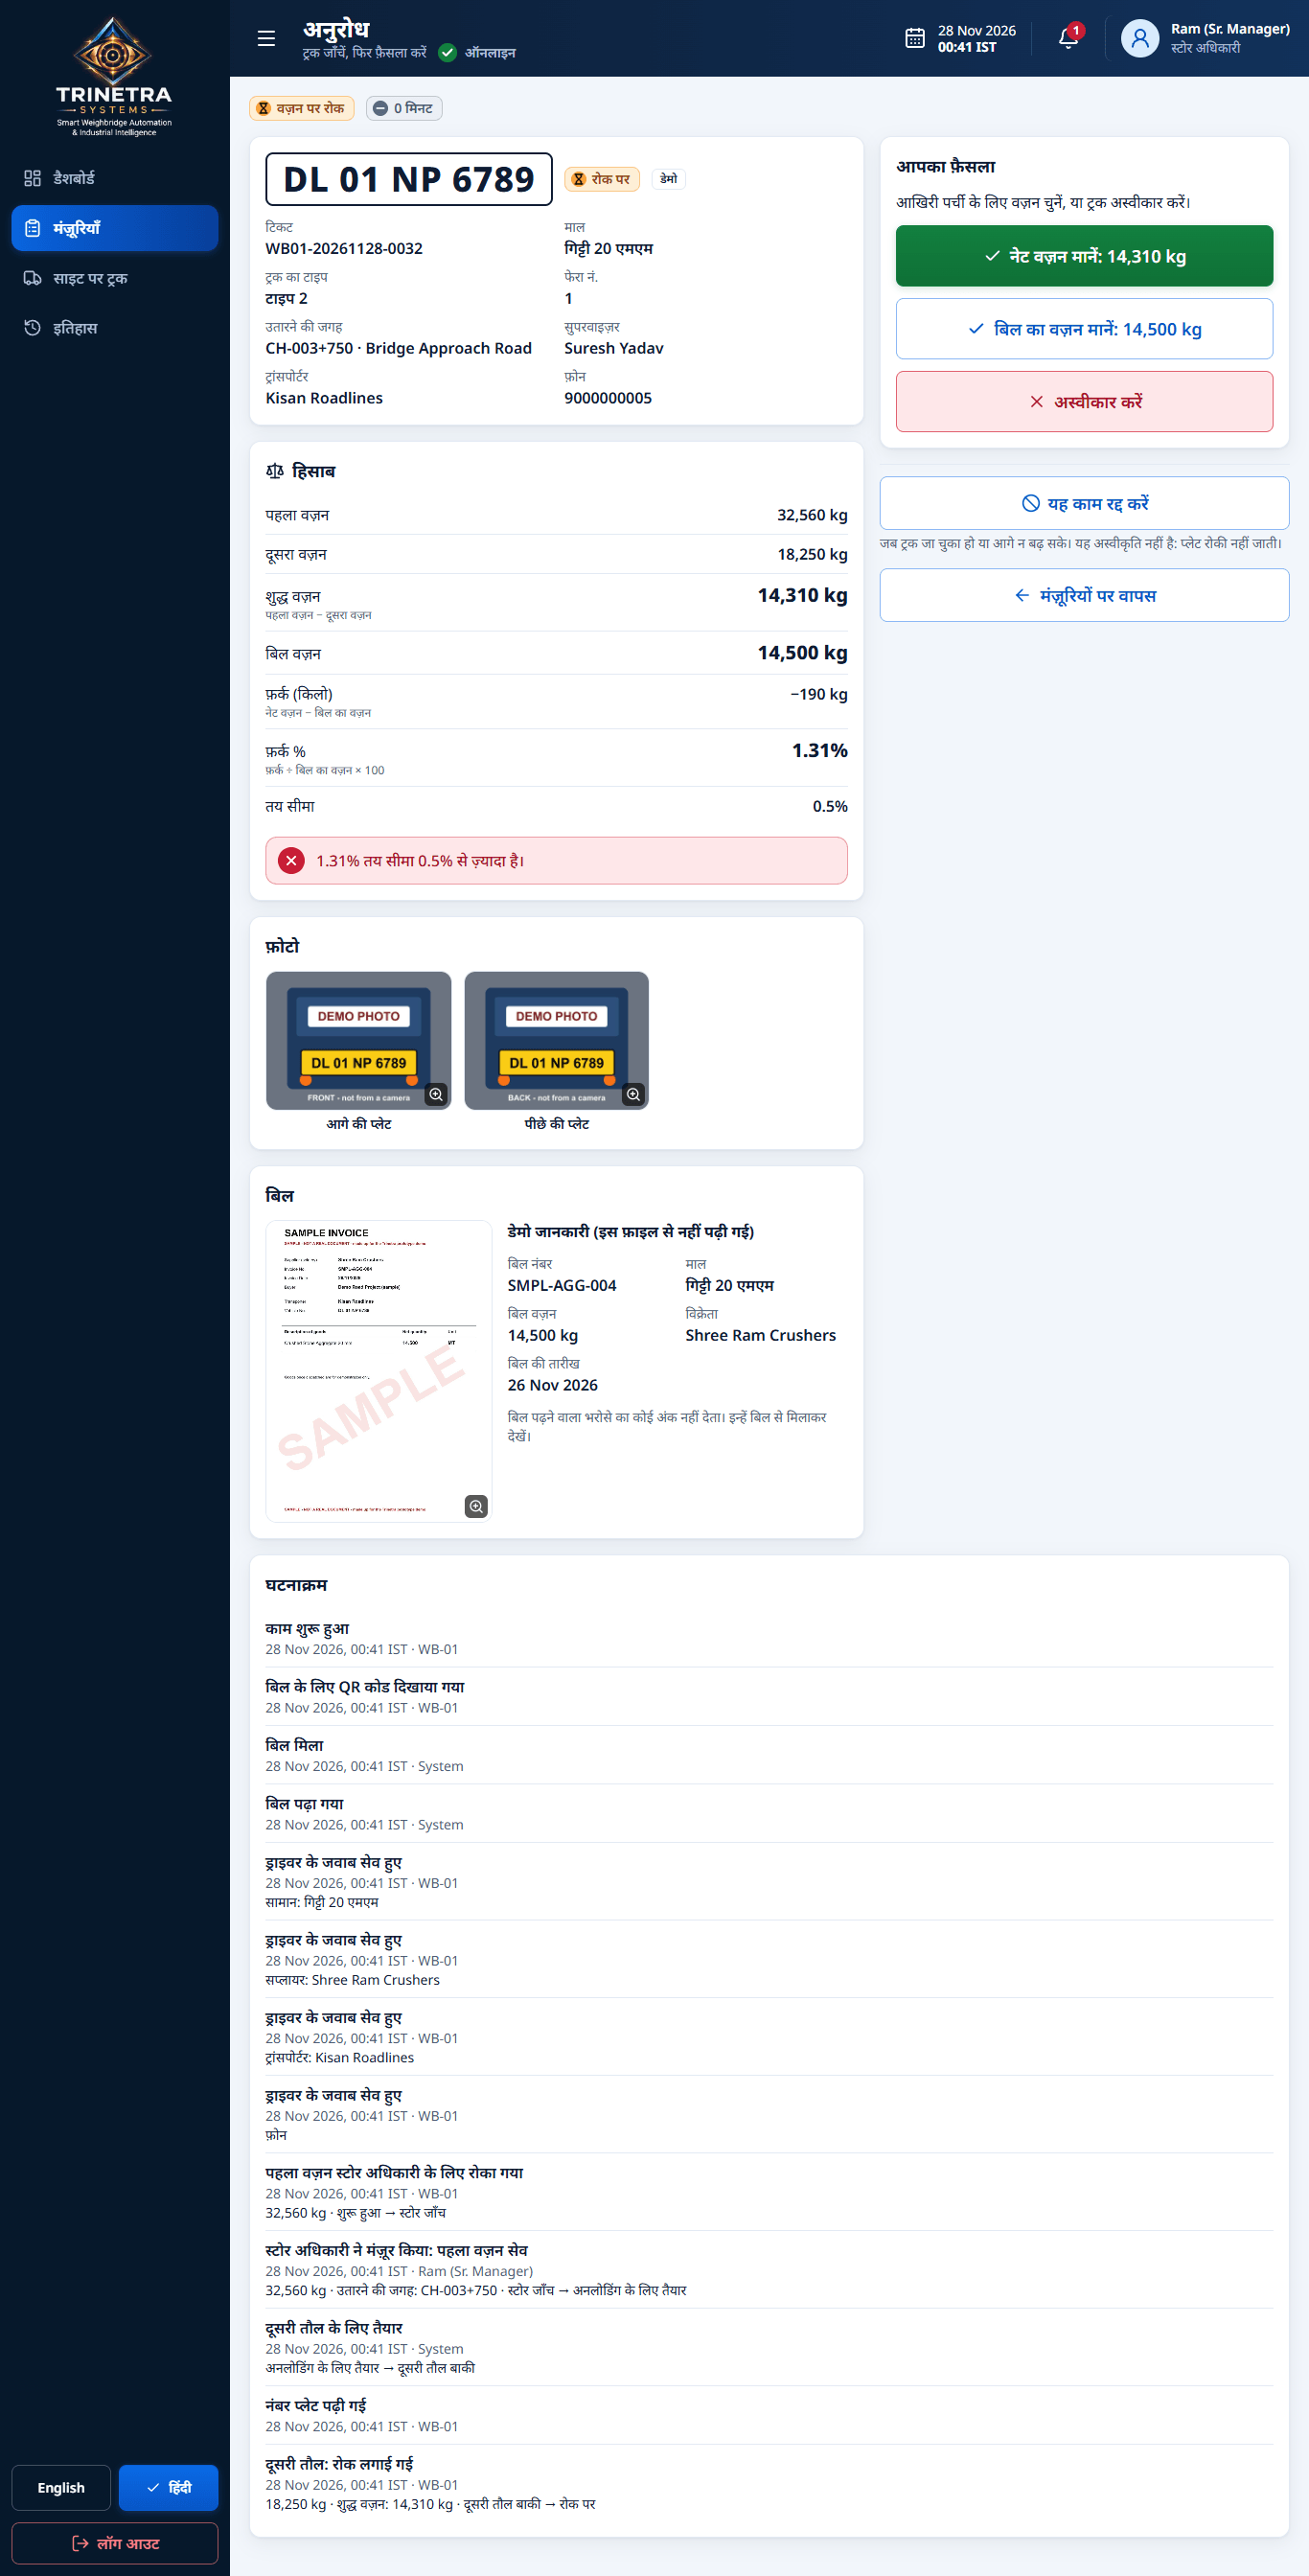 TRINETRA
SYSTEMS
Smart Weighbridge Automation
& Industrial Intelligence
डैशबोर्ड
मंज़ूरियाँ
साइट पर ट्रक
इतिहास
English
हिंदी
लॉग आउट
अनुरोध
ट्रक जाँचें, फिर फ़ैसला करें
ऑनलाइन
28 Nov 2026
00:41 IST
1
Ram (Sr. Manager)
स्टोर अधिकारी
वज़न पर रोक
0 मिनट
DL 01 NP 6789
रोक पर
डेमो
टिकट
WB01-20261128-0032
माल
गिट्टी 20 एमएम
ट्रक का टाइप
टाइप 2
फेरा नं.
1
उतारने की जगह
CH-003+750 · Bridge Approach Road
सुपरवाइज़र
Suresh Yadav
ट्रांसपोर्टर
Kisan Roadlines
फ़ोन
9000000005
आपका फ़ैसला
आखिरी पर्ची के लिए वज़न चुनें, या ट्रक अस्वीकार करें।
नेट वज़न मानें: 14,310 kg
बिल का वज़न मानें: 14,500 kg
अस्वीकार करें
यह काम रद्द करें
जब ट्रक जा चुका हो या आगे न बढ़ सके। यह अस्वीकृति नहीं है: प्लेट रोकी नहीं जाती।
मंज़ूरियों पर वापस
हिसाब
पहला वज़न
32,560 kg
दूसरा वज़न
18,250 kg
शुद्ध वज़न
14,310 kg
पहला वज़न − दूसरा वज़न
बिल वज़न
14,500 kg
फ़र्क (किलो)
−190 kg
नेट वज़न − बिल का वज़न
फ़र्क %
1.31%
फ़र्क ÷ बिल का वज़न × 100
तय सीमा
0.5%
1.31% तय सीमा 0.5% से ज़्यादा है।
फ़ोटो
DEMO PHOTO
DL 01 NP 6789
FRONT - not from a camera
आगे की प्लेट
DEMO PHOTO
DL 01 NP 6789
BACK - not from a camera
पीछे की प्लेट
बिल
SAMPLE INVOICE
Shree Ram Crushers
SMPL-AGG-004
Kisan Roadlines
DL 01 NP 6789
SAMPLE
डेमो जानकारी (इस फ़ाइल से नहीं पढ़ी गई)
बिल नंबर
SMPL-AGG-004
माल
गिट्टी 20 एमएम
बिल वज़न
14,500 kg
विक्रेता
Shree Ram Crushers
बिल की तारीख
26 Nov 2026
बिल पढ़ने वाला भरोसे का कोई अंक नहीं देता। इन्हें बिल से मिलाकर
देखें।
घटनाक्रम
काम शुरू हुआ
28 Nov 2026, 00:41 IST · WB-01
बिल के लिए QR कोड दिखाया गया
28 Nov 2026, 00:41 IST · WB-01
बिल मिला
28 Nov 2026, 00:41 IST · System
बिल पढ़ा गया
28 Nov 2026, 00:41 IST · System
ड्राइवर के जवाब सेव हुए
28 Nov 2026, 00:41 IST · WB-01
सामान: गिट्टी 20 एमएम
ड्राइवर के जवाब सेव हुए
28 Nov 2026, 00:41 IST · WB-01
सप्लायर: Shree Ram Crushers
ड्राइवर के जवाब सेव हुए
28 Nov 2026, 00:41 IST · WB-01
ट्रांसपोर्टर: Kisan Roadlines
ड्राइवर के जवाब सेव हुए
28 Nov 2026, 00:41 IST · WB-01
फ़ोन
पहला वज़न स्टोर अधिकारी के लिए रोका गया
28 Nov 2026, 00:41 IST · WB-01
32,560 kg · शुरू हुआ → स्टोर जाँच
स्टोर अधिकारी ने मंज़ूर किया: पहला वज़न सेव
28 Nov 2026, 00:41 IST · Ram (Sr. Manager)
32,560 kg · उतारने की जगह: CH-003+750 · स्टोर जाँच → अनलोडिंग के लिए तैयार
दूसरी तौल के लिए तैयार
28 Nov 2026, 00:41 IST · System
अनलोडिंग के लिए तैयार → दूसरी तौल बाकी
नंबर प्लेट पढ़ी गई
28 Nov 2026, 00:41 IST · WB-01
दूसरी तौल: रोक लगाई गई
28 Nov 2026, 00:41 IST · WB-01
18,250 kg · शुद्ध वज़न: 14,310 kg · दूसरी तौल बाकी → रोक पर